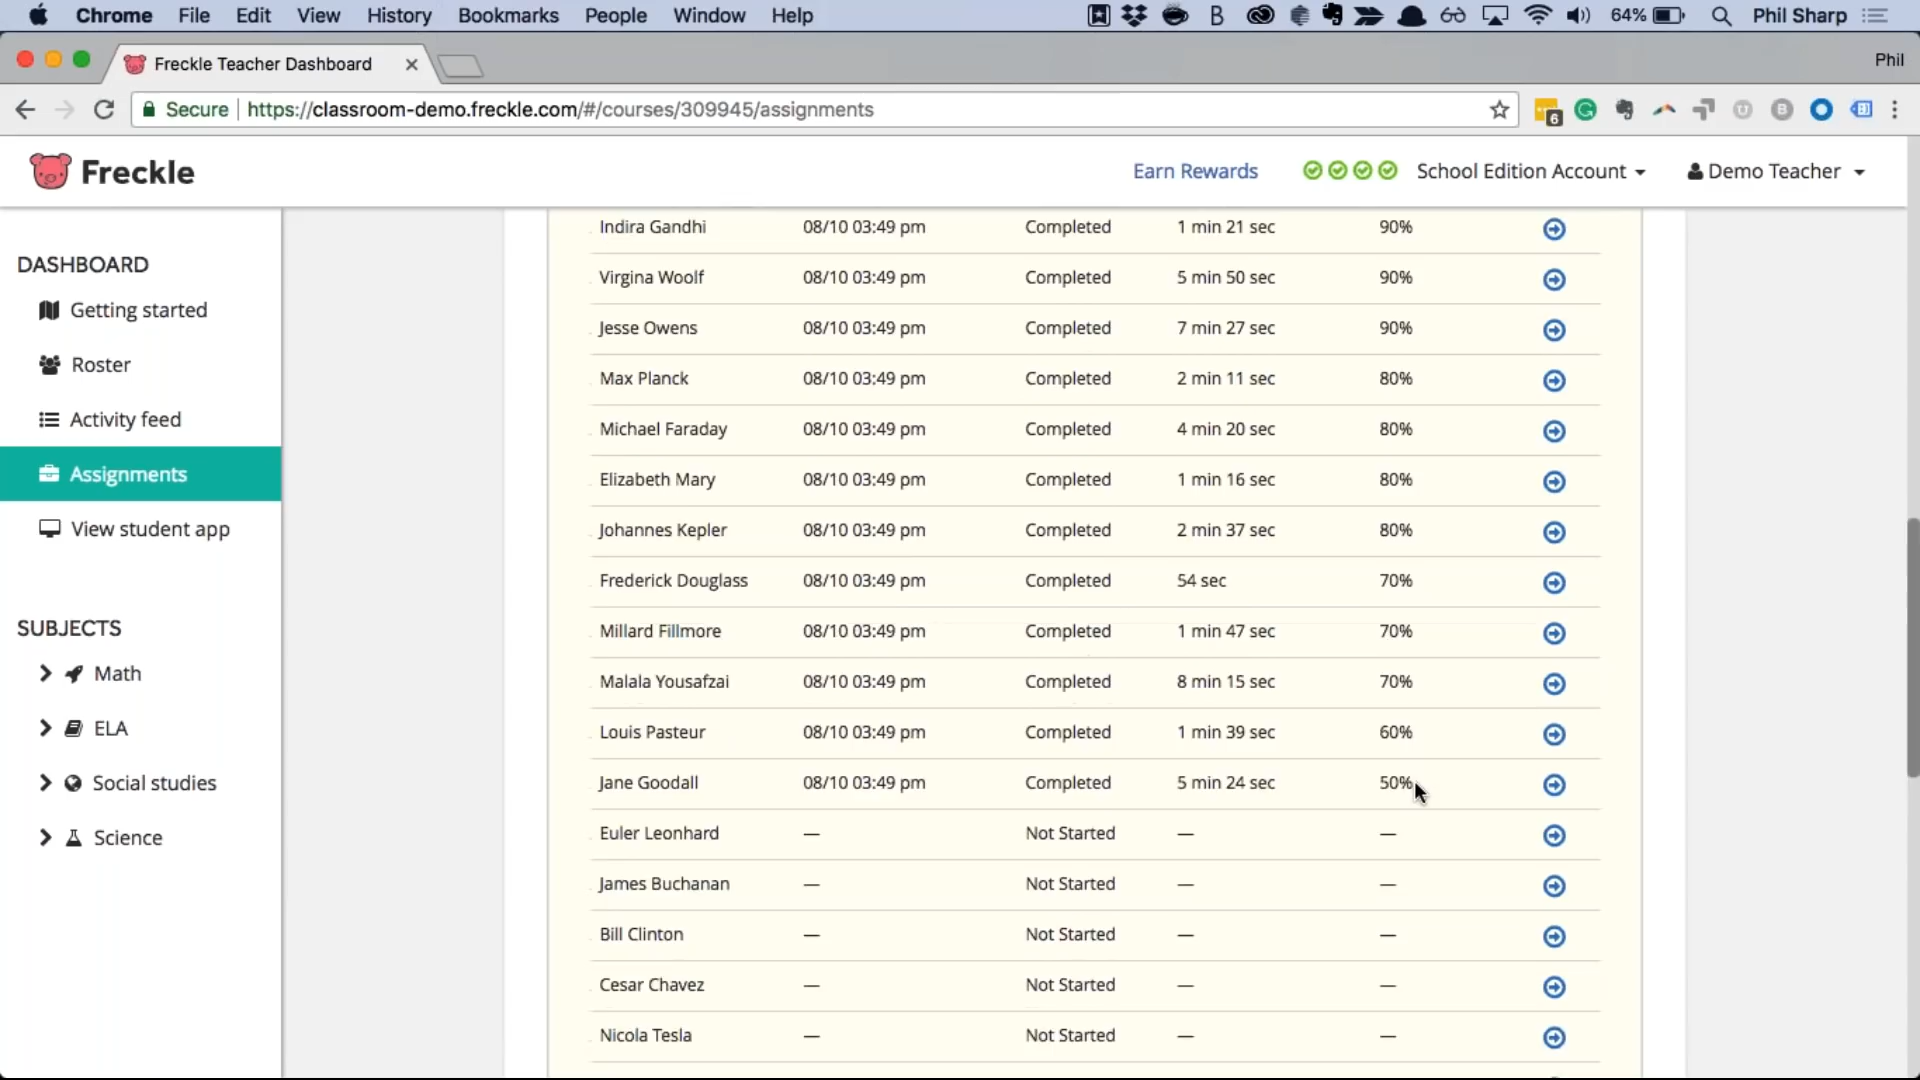 Chrome File Edit View History Bookmarks People Window Help 64% Phil Sharp
Freckle Teacher Dashboard Phil
Secure https://classroom-demo.freckle.com/#/courses/309945/assignments 6
Freckle Earn Rewards School Edition Account Demo Teacher
DASHBOARD
Getting started
Roster
Activity feed
Assignments
View student app
SUBJECTS
Math
ELA
Social studies
Science
Indira Gandhi 08/10 03:49 pm Completed 1 min 21 sec 90%
Virgina Woolf 08/10 03:49 pm Completed 5 min 50 sec 90%
Jesse Owens 08/10 03:49 pm Completed 7 min 27 sec 90%
Max Planck 08/10 03:49 pm Completed 2 min 11 sec 80%
Michael Faraday 08/10 03:49 pm Completed 4 min 20 sec 80%
Elizabeth Mary 08/10 03:49 pm Completed 1 min 16 sec 80%
Johannes Kepler 08/10 03:49 pm Completed 2 min 37 sec 80%
Frederick Douglass 08/10 03:49 pm Completed 54 sec 70%
Millard Fillmore 08/10 03:49 pm Completed 1 min 47 sec 70%
Malala Yousafzai 08/10 03:49 pm Completed 8 min 15 sec 70%
Louis Pasteur 08/10 03:49 pm Completed 1 min 39 sec 60%
Jane Goodall 08/10 03:49 pm Completed 5 min 24 sec 50%
Euler Leonhard — Not Started — —
James Buchanan — Not Started — —
Bill Clinton — Not Started — —
Cesar Chavez — Not Started — —
Nicola Tesla — Not Started — —